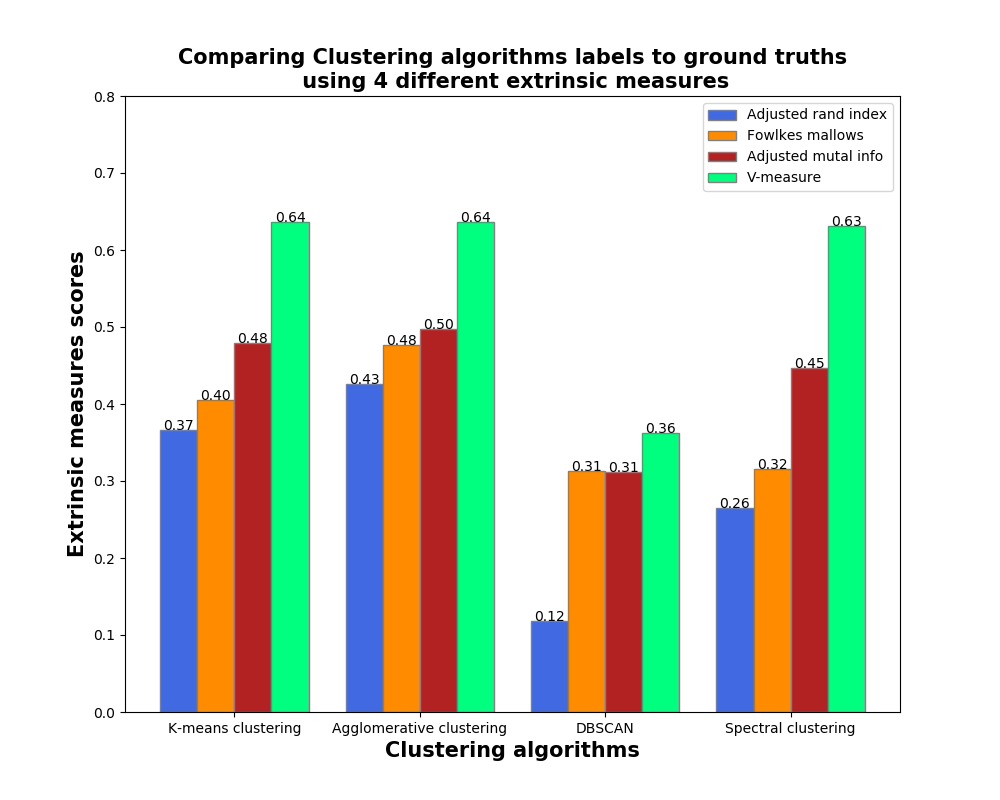 Comparing Clustering algorithms labels to ground truths
using 4 different extrinsic measures
Adjusted rand index
Fowlkes mallows
Adjusted mutal info
V-measure
Extrinsic measures scores
0.8
0.7
0.6
0.5
0.4
0.3
0.2
0.1
0.0
0.37
0.40
0.48
0.64
0.43
0.48
0.50
0.64
0.12
0.31
0.31
0.36
0.26
0.32
0.45
0.63
K-means clustering
Agglomerative clustering
DBSCAN
Spectral clustering
Clustering algorithms